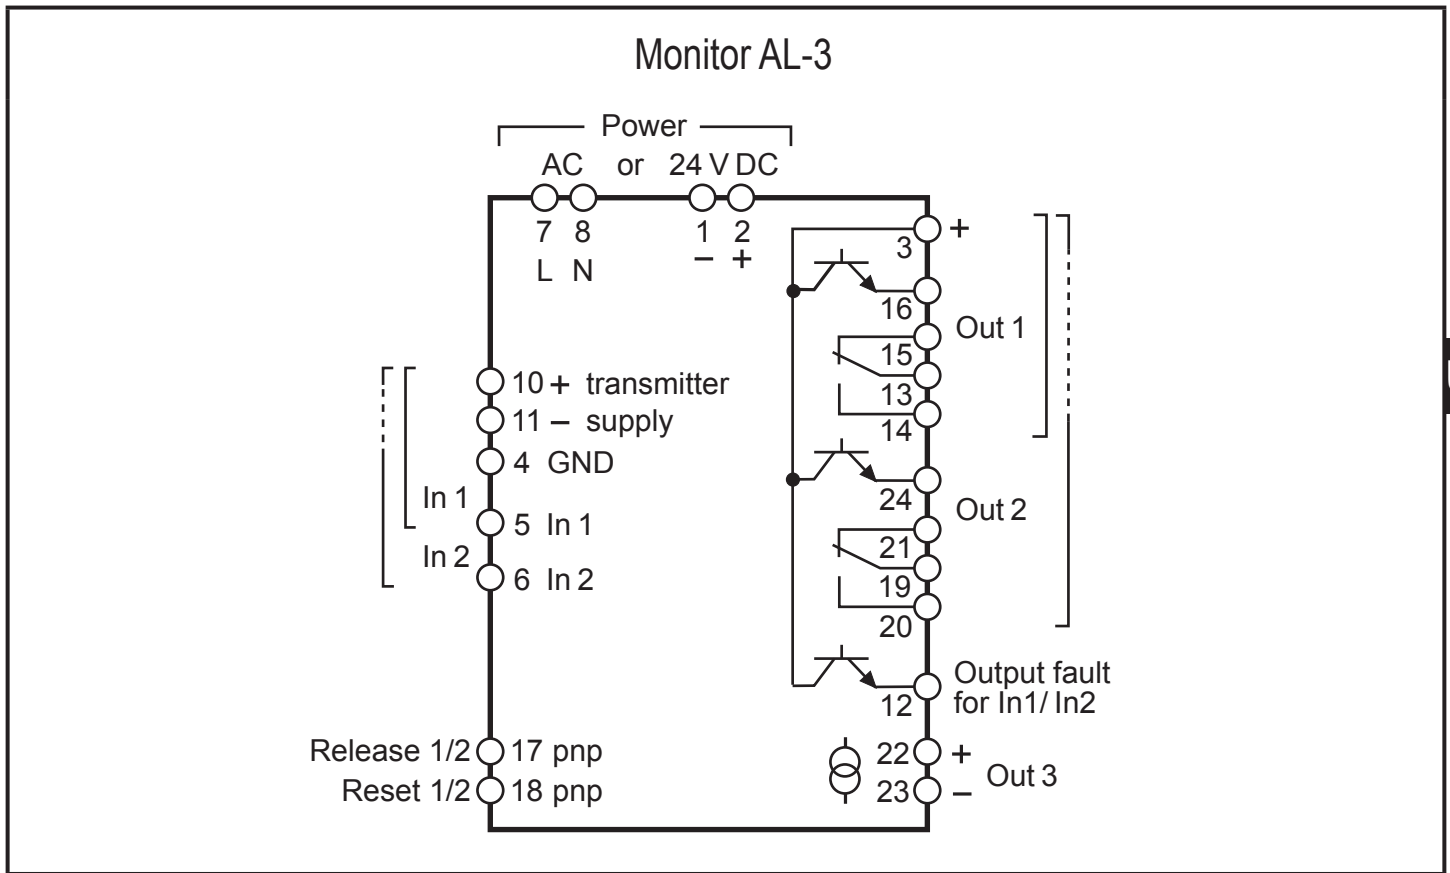 Monitor AL-3
Power
AC or 24 V DC
7 8 1 2
L N − +
3 +
16
Out 1
15
13
14
10 + transmitter
11 − supply
4 GND
In 1
5 In 1
In 2
6 In 2
24
Out 2
21
19
20
12
Output fault
for In1/ In2
Release 1/2 17 pnp
Reset 1/2 18 pnp
22 +
23 −
Out 3